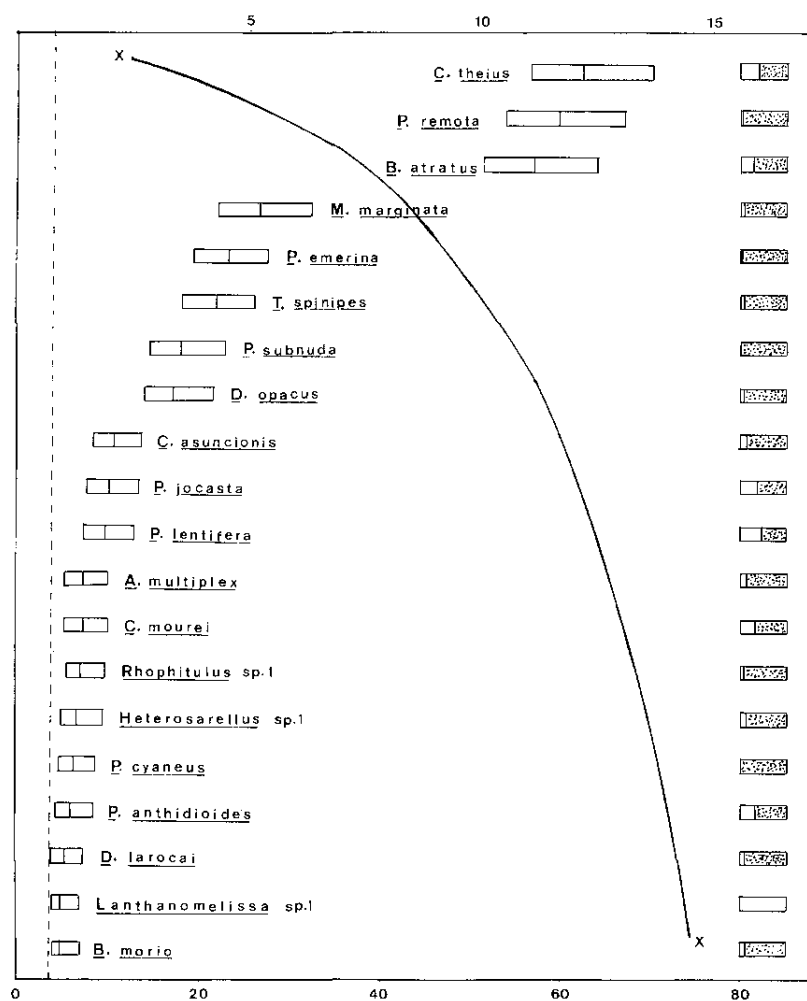 5 10 15
X
C. theius
P. remota
B. atratus
M. marginata
P. emerina
T. spinipes
P. subnuda
D. opacus
C. asuncionis
P. jocasta
P. lentifera
A. multiplex
C. mourei
Rhophitulus sp.1
Heterosarellus sp.1
P. cyaneus
P. anthidioides
D. larocai
Lanthanomelissa sp.1
X
B. morio
0 20 40 60 80